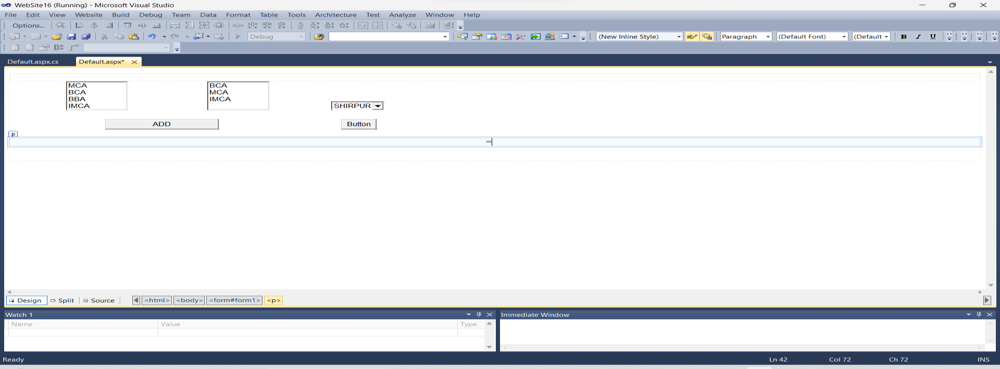 WebSite16 (Running) - Microsoft Visual Studio
File Edit View Website Build Debug Team Data Format Table Tools Architecture Test Analyze Window Help
Options...
Debug (New Inline Style) Paragraph (Default Font) (Default B I U
Default.aspx.cs Default.aspx*
MCA
BCA
BBA
IMCA
BCA
MCA
IMCA
SHIRPUR
ADD Button
p
=
Design Split Source <html> <body> <form#form1> <p>
Watch 1
Name Value Type
Immediate Window
Ready Ln 42 Col 72 Ch 72 INS